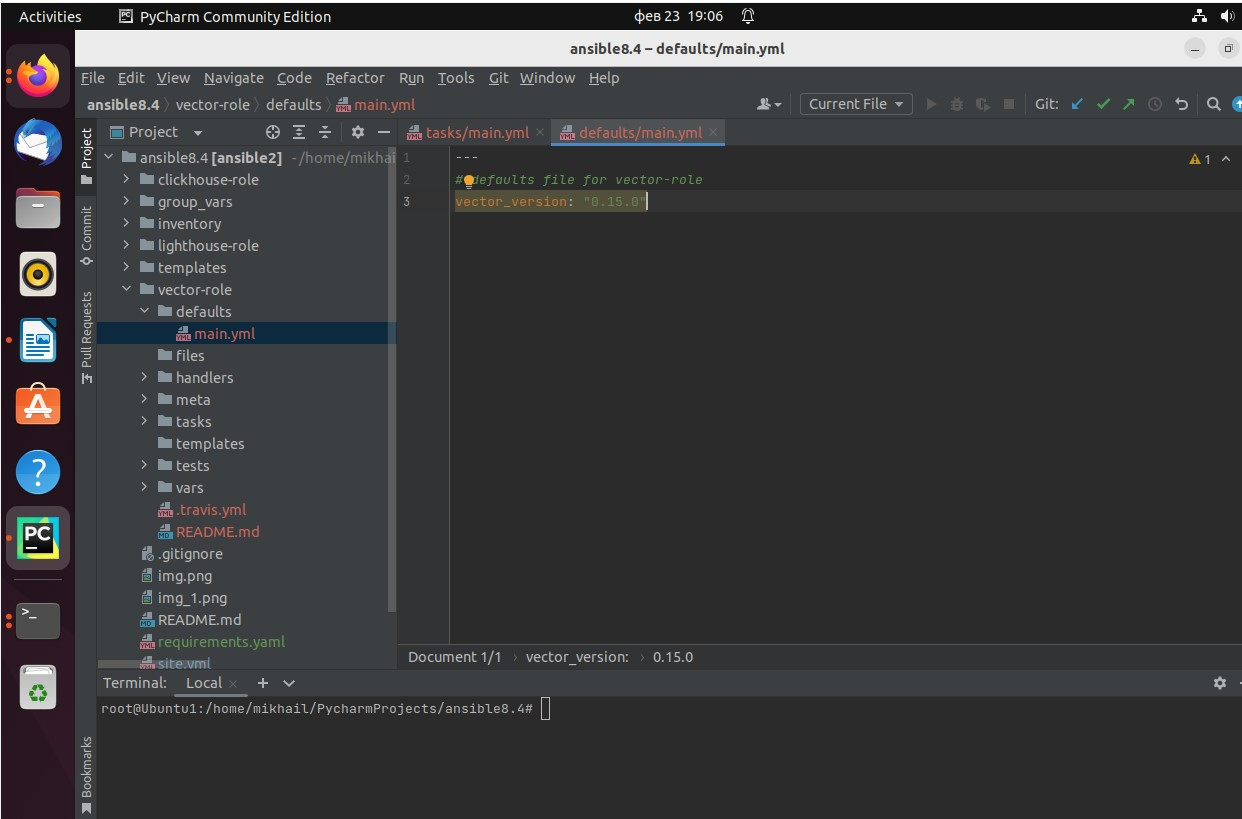 Activities PyCharm Community Edition фев 23 19:06
ansible8.4 – defaults/main.yml
File Edit View Navigate Code Refactor Run Tools Git Window Help
ansible8.4 vector-role defaults main.yml Current File Git:
Project
tasks/main.yml defaults/main.yml
Project
Commit
Pull Requests
Bookmarks
ansible8.4 [ansible2] ~/home/mikhai
clickhouse-role
group_vars
inventory
lighthouse-role
templates
vector-role
defaults
main.yml
files
handlers
meta
tasks
templates
tests
vars
.travis.yml
README.md
.gitignore
img.png
img_1.png
README.md
requirements.yaml
site.yml
1 ---
2 # defaults file for vector-role
3 vector_version: "0.15.0"
1
Document 1/1 vector_version: 0.15.0
Terminal: Local
root@Ubuntu1:/home/mikhail/PycharmProjects/ansible8.4#